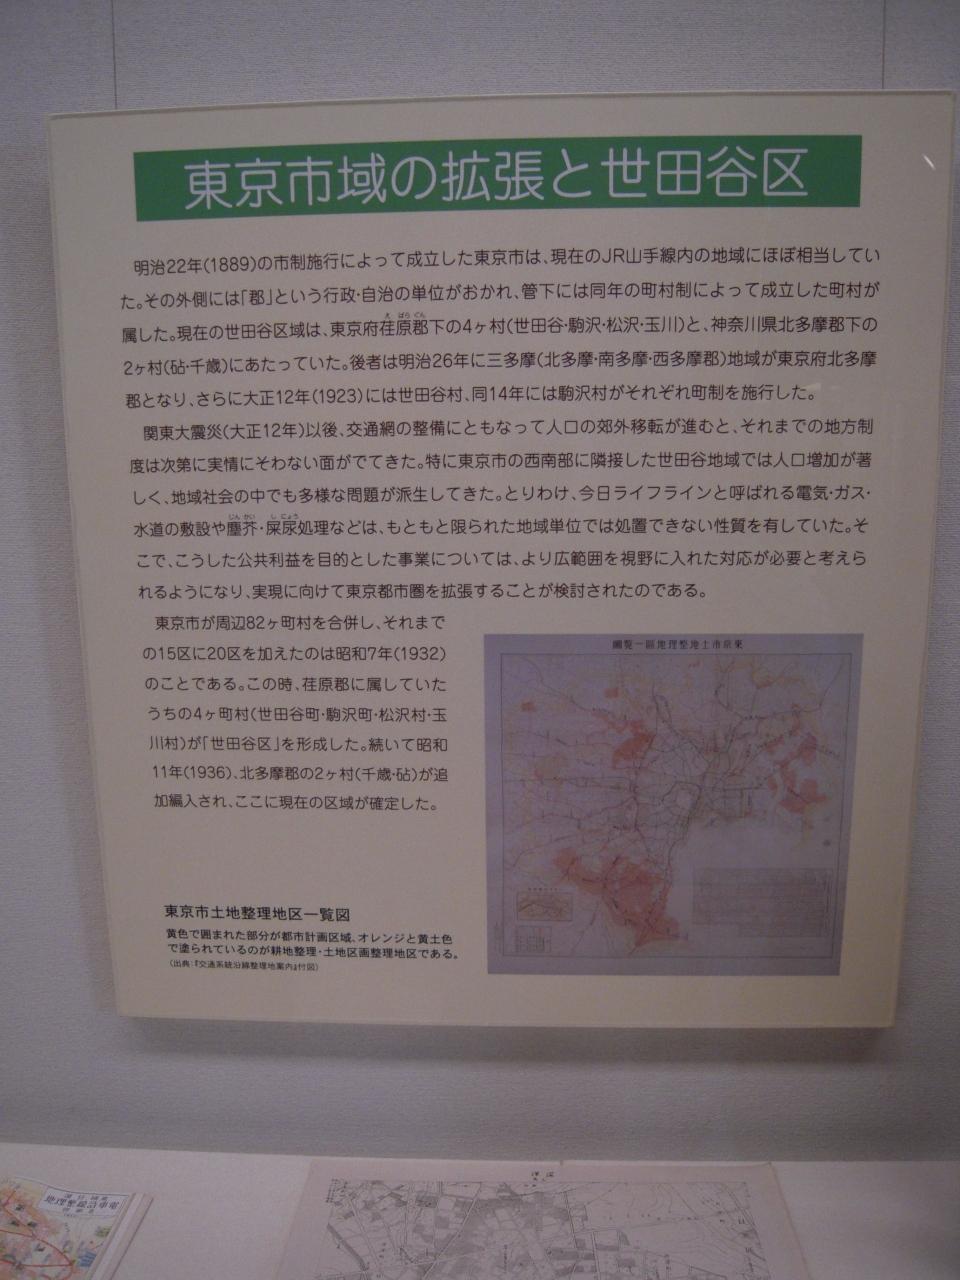 東京市域の拡張と世田谷区
明治22年(1889)の市制施行によって成立した東京市は、現在のJR山手線内の地域にほぼ相当してい
た。その外側には「郡」という行政・自治の単位がおかれ、管下には同年の町村制によって成立した町村が
属した。現在の世田谷区域は、東京府荏原郡下の4ヶ村(世田谷・駒沢・松沢・玉川)と、神奈川県北多摩郡下の
2ヶ村(砧・千歳)にあたっていた。後者は明治26年に三多摩(北多摩・南多摩・西多摩郡)地域が東京府北多摩
郡となり、さらに大正12年(1923)には世田谷村、同14年には駒沢村がそれぞれ町制を施行した。
関東大震災(大正12年)以後、交通網の整備にともなって人口の郊外移転が進むと、それまでの地方制
度は次第に実情にそわない面がでてきた。特に東京市の西南部に隣接した世田谷地域では人口増加が著
しく、地域社会の中でも多様な問題が派生してきた。とりわけ、今日ライフラインと呼ばれる電気・ガス・
水道の敷設や塵芥・屎尿処理などは、もともと限られた地域単位では処置できない性質を有していた。そ
こで、こうした公共利益を目的とした事業については、より広範囲を視野に入れた対応が必要と考えら
れるようになり、実現に向けて東京都市圏を拡張することが検討されたのである。
東京市が周辺82ヶ町村を合併し、それまで
の15区に20区を加えたのは昭和7年(1932)
のことである。この時、荏原郡に属していた
うちの4ヶ町村(世田谷町・駒沢町・松沢村・玉
川村)が「世田谷区」を形成した。続いて昭和
11年(1936)、北多摩郡の2ヶ村(千歳・砧)が追
加編入され、ここに現在の区域が確定した。
東京市土地整理地区一覧図
黄色で囲まれた部分が都市計画区域、オレンジと黄土色
で塗られているのが耕地整理・土地区画整理地区である。
(出典:『交通系統沿線整理地案内』付図)
圖覧一區地理整地土市京東
地理整線沿車電